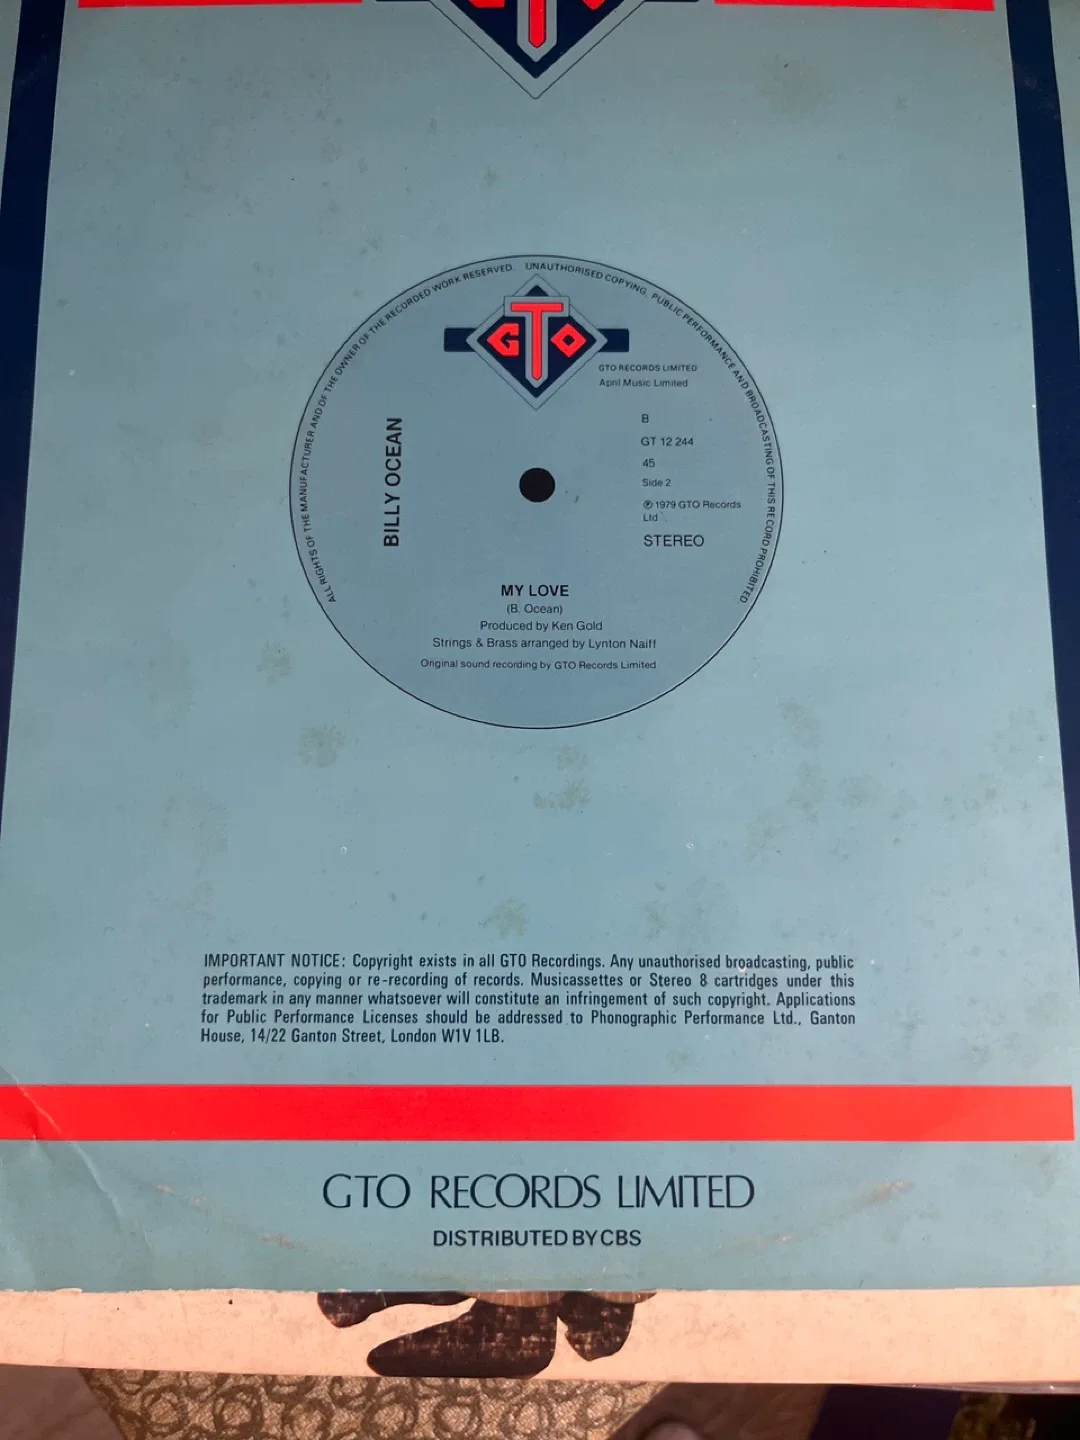 ALL RIGHTS OF THE MANUFACTURER AND OF THE OWNER OF THE RECORDED WORK RESERVED. UNAUTHORISED COPYING, PUBLIC PERFORMANCE AND BROADCASTING OF THIS RECORD PROHIBITED
GTO
GTO RECORDS LIMITED
April Music Limited
BILLY OCEAN
B
GT 12 244
45
Side 2
℗ 1979 GTO Records
Ltd
STEREO
MY LOVE
(B. Ocean)
Produced by Ken Gold
Strings & Brass arranged by Lynton Naiff
Original sound recording by GTO Records Limited
IMPORTANT NOTICE: Copyright exists in all GTO Recordings. Any unauthorised broadcasting, public
performance, copying or re-recording of records. Musicassettes or Stereo 8 cartridges under this
trademark in any manner whatsoever will constitute an infringement of such copyright. Applications
for Public Performance Licenses should be addressed to Phonographic Performance Ltd., Ganton
House, 14/22 Ganton Street, London W1V 1LB.
GTO RECORDS LIMITED
DISTRIBUTED BY CBS